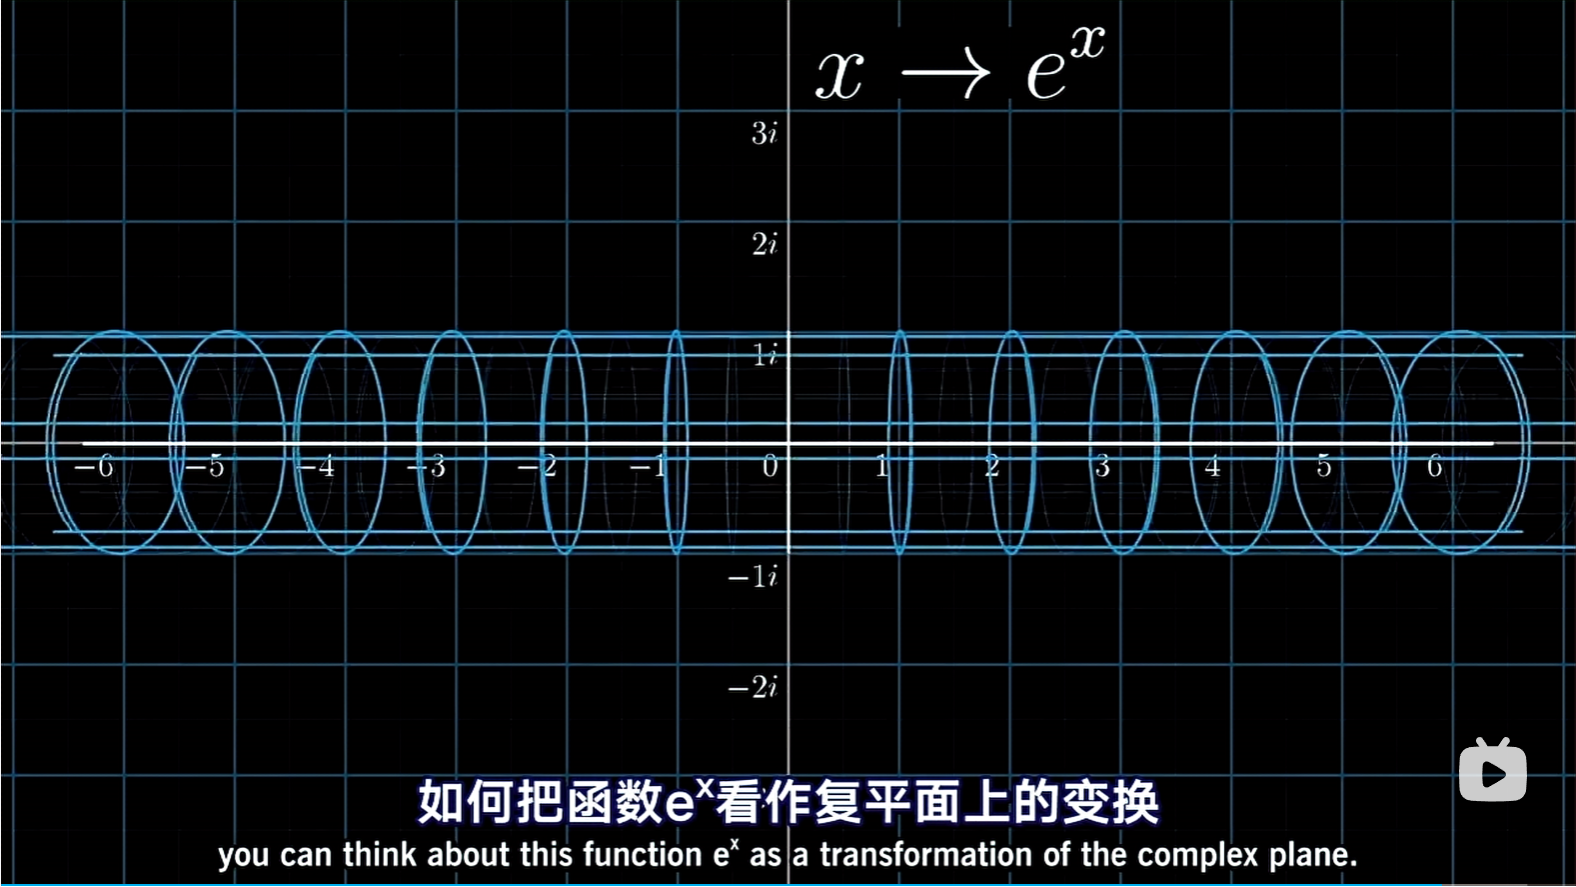 x → e^x
3i
2i
1i
−6 −5 −4 −3 −2 −1 0 1 2 3 4 5 6
−1i
−2i
如何把函数e^x看作复平面上的变换
you can think about this function e^x as a transformation of the complex plane.